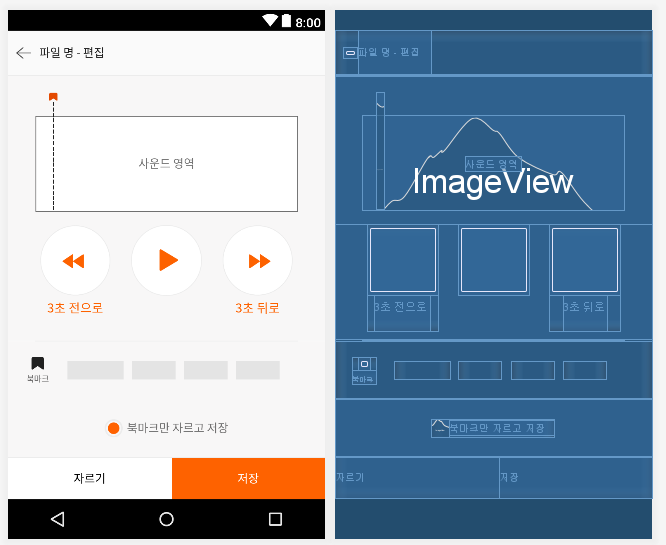 8:00
파일 명 - 편집
사운드 영역
3초 전으로
3초 뒤로
북마크
북마크만 자르고 저장
자르기
저장
파일 명 - 편집
사운드 영역
ImageView
3초 전으로
3초 뒤로
북마크
북마크만 자르고 저장
자르기
저장